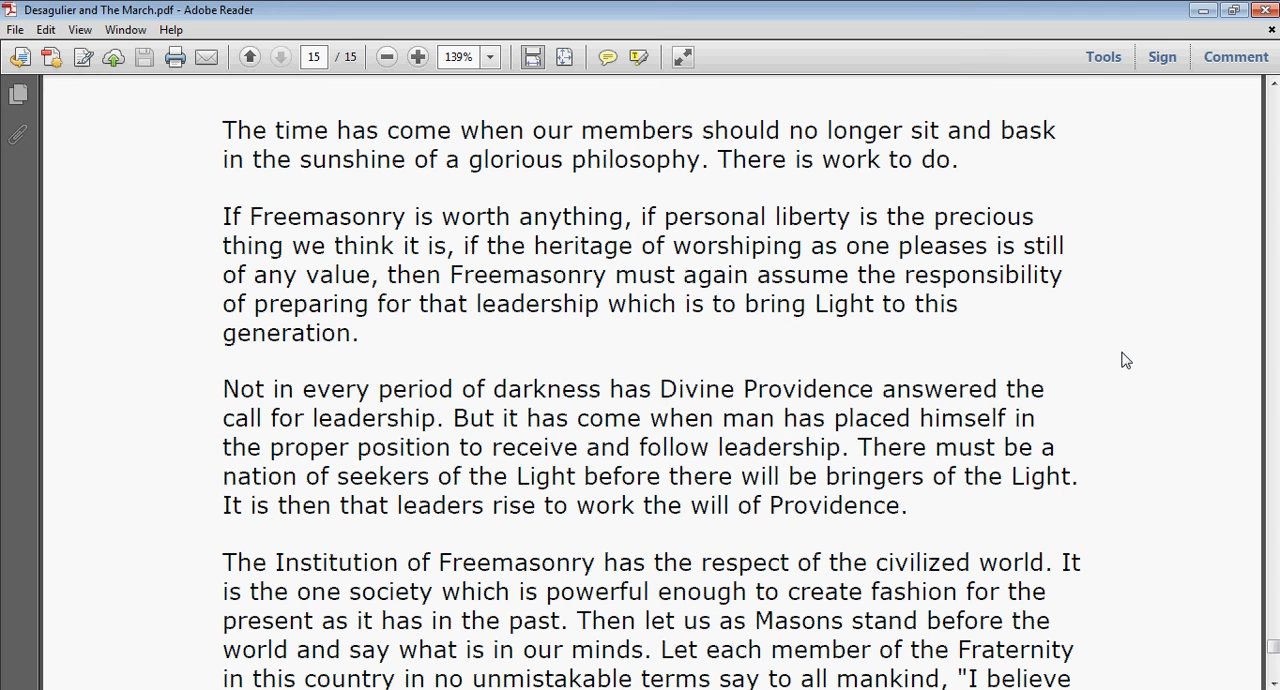 Desagulier and The March.pdf - Adobe Reader
File Edit View Window Help
15 / 15 139% Tools Sign Comment
The time has come when our members should no longer sit and bask
in the sunshine of a glorious philosophy. There is work to do.
If Freemasonry is worth anything, if personal liberty is the precious
thing we think it is, if the heritage of worshiping as one pleases is still
of any value, then Freemasonry must again assume the responsibility
of preparing for that leadership which is to bring Light to this
generation.
Not in every period of darkness has Divine Providence answered the
call for leadership. But it has come when man has placed himself in
the proper position to receive and follow leadership. There must be a
nation of seekers of the Light before there will be bringers of the Light.
It is then that leaders rise to work the will of Providence.
The Institution of Freemasonry has the respect of the civilized world. It
is the one society which is powerful enough to create fashion for the
present as it has in the past. Then let us as Masons stand before the
world and say what is in our minds. Let each member of the Fraternity
in this country in no unmistakable terms say to all mankind, "I believe